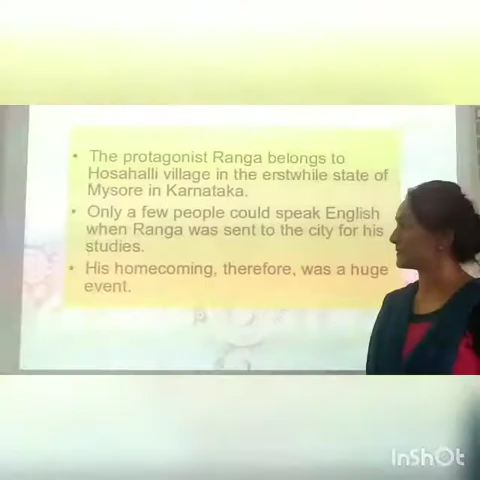 • The protagonist Ranga belongs to
Hosahalli village in the erstwhile state of
Mysore in Karnataka.
• Only a few people could speak English
when Ranga was sent to the city for his
studies.
• His homecoming, therefore, was a huge
event.
InShOt